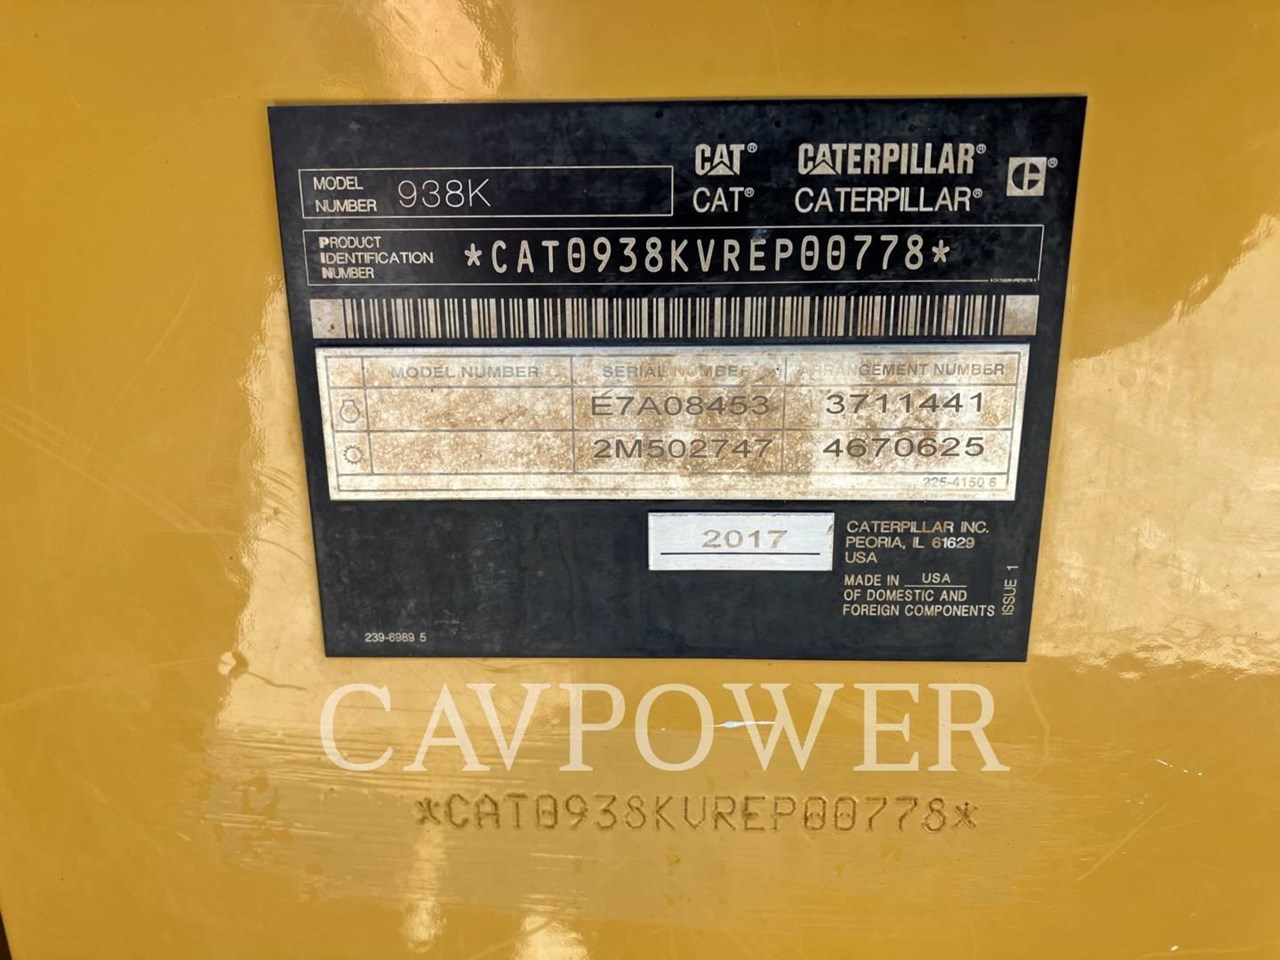 CAT® CATERPILLAR® ®
CAT® CATERPILLAR®
MODEL NUMBER 938K
PRODUCT IDENTIFICATION NUMBER *CAT0938KVREP00778*
*CAT0938KVREP00778*
MODEL NUMBER SERIAL NUMBER ARRANGEMENT NUMBER
E7A08453 3711441
2M502747 4670625
225-4150 6
2017
CATERPILLAR INC.
PEORIA, IL 61629
USA
MADE IN USA
OF DOMESTIC AND
FOREIGN COMPONENTS
ISSUE 1
239-6989 5
CAVPOWER
*CAT0938KVREP00778*